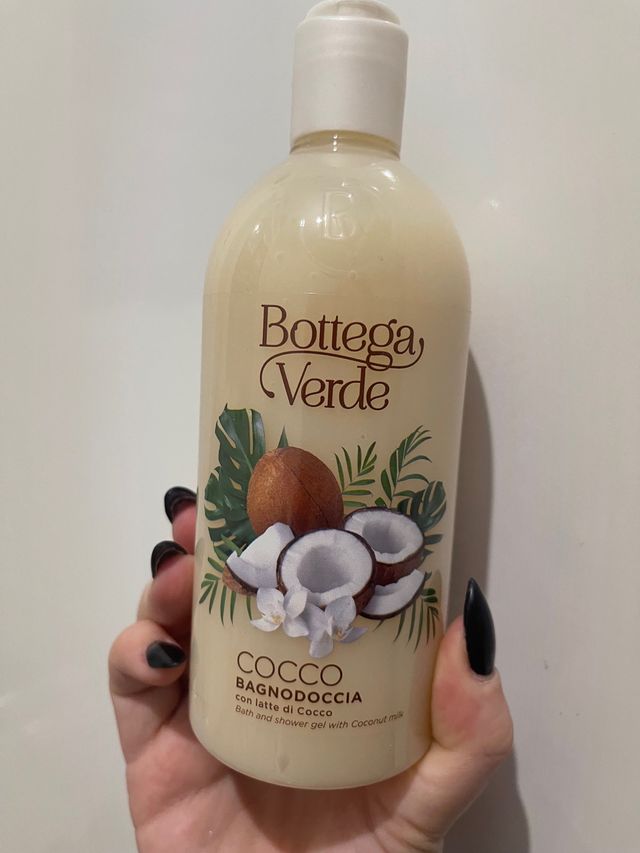 Bottega
Verde
COCCO
BAGNODOCCIA
con latte di Cocco
Bath and shower gel with Coconut milk